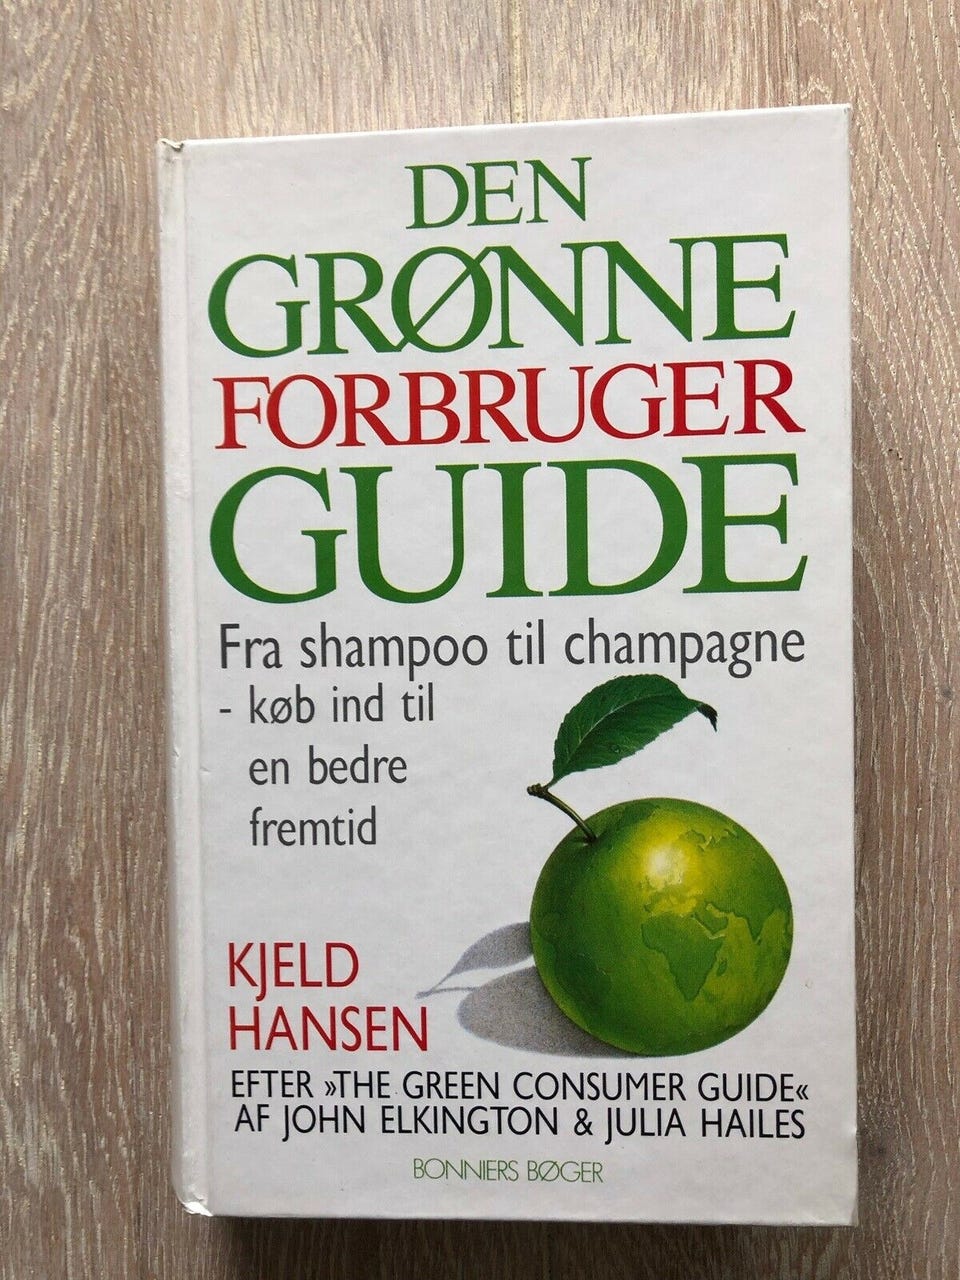 DEN
GRØNNE
FORBRUGER
GUIDE
Fra shampoo til champagne
- køb ind til
en bedre
fremtid
KJELD
HANSEN
EFTER »THE GREEN CONSUMER GUIDE«
AF JOHN ELKINGTON & JULIA HAILES
BONNIERS BØGER